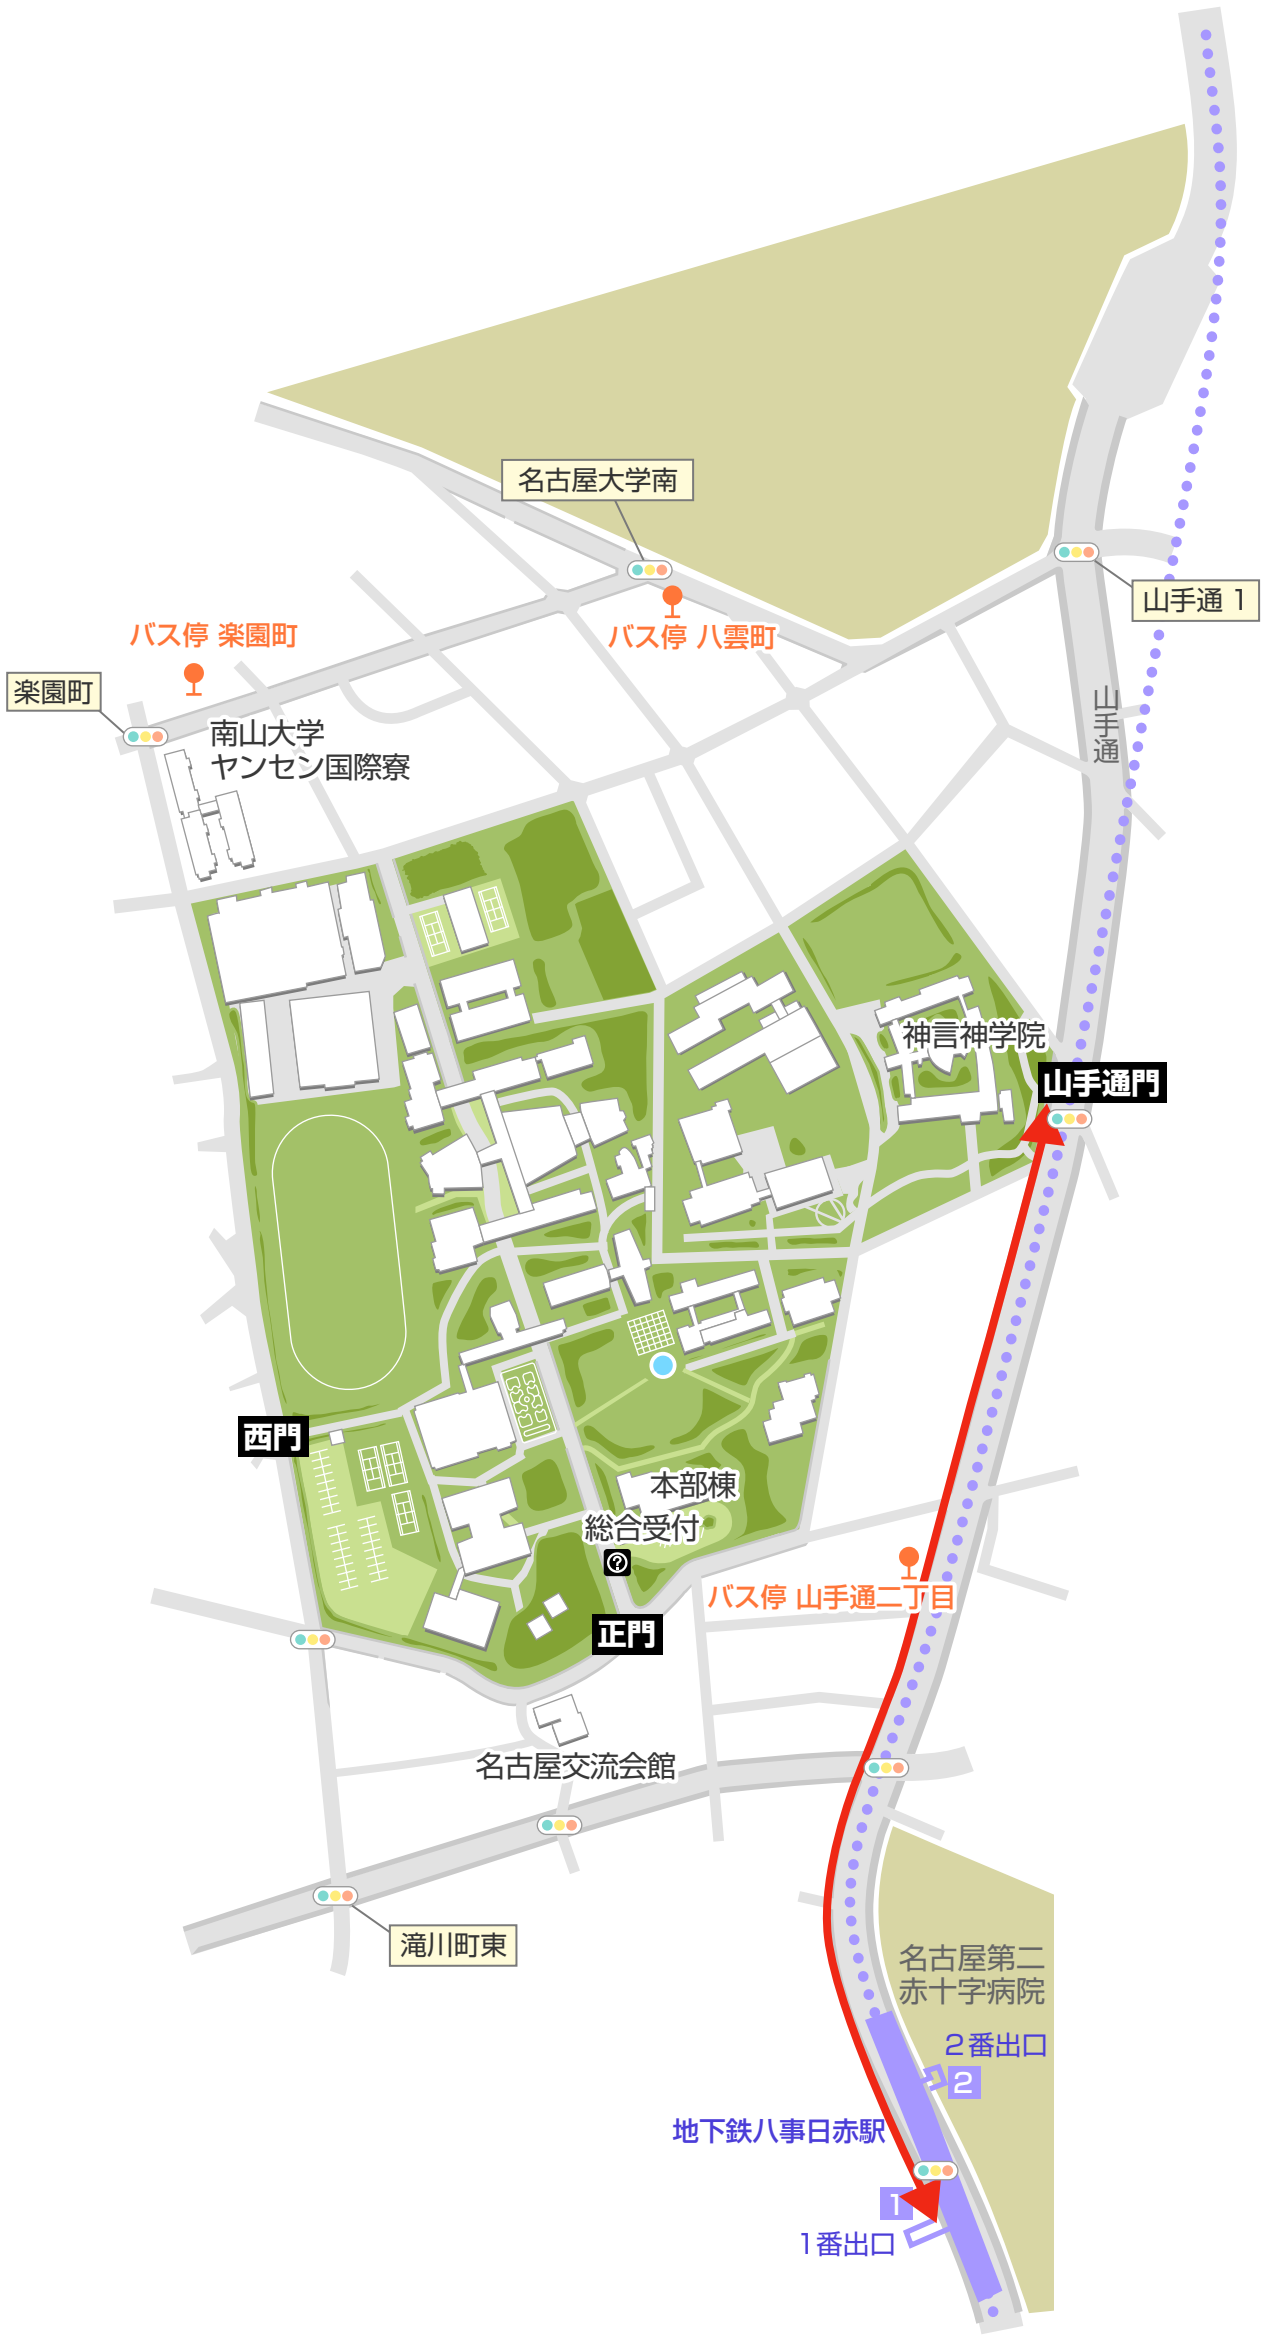 名古屋大学南
山手通 1
バス停 楽園町
バス停 八雲町
楽園町
山手通
南山大学
ヤンセン国際寮
神言神学院
山手通門
西門
本部棟
総合受付
?
バス停 山手通二丁目
正門
名古屋交流会館
滝川町東
名古屋第二
赤十字病院
2番出口
2
地下鉄八事日赤駅
1
1番出口